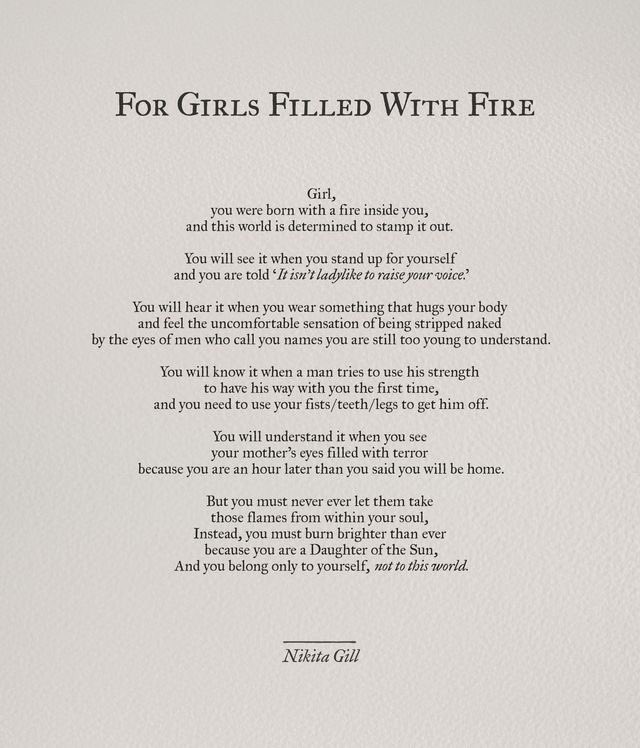 For Girls Filled With Fire
Girl,
you were born with a fire inside you,
and this world is determined to stamp it out.
You will see it when you stand up for yourself
and you are told ‘It isn’t ladylike to raise your voice.’
You will hear it when you wear something that hugs your body
and feel the uncomfortable sensation of being stripped naked
by the eyes of men who call you names you are still too young to understand.
You will know it when a man tries to use his strength
to have his way with you the first time,
and you need to use your fists/teeth/legs to get him off.
You will understand it when you see
your mother’s eyes filled with terror
because you are an hour later than you said you will be home.
But you must never ever let them take
those flames from within your soul,
Instead, you must burn brighter than ever
because you are a Daughter of the Sun,
And you belong only to yourself, not to this world.
Nikita Gill